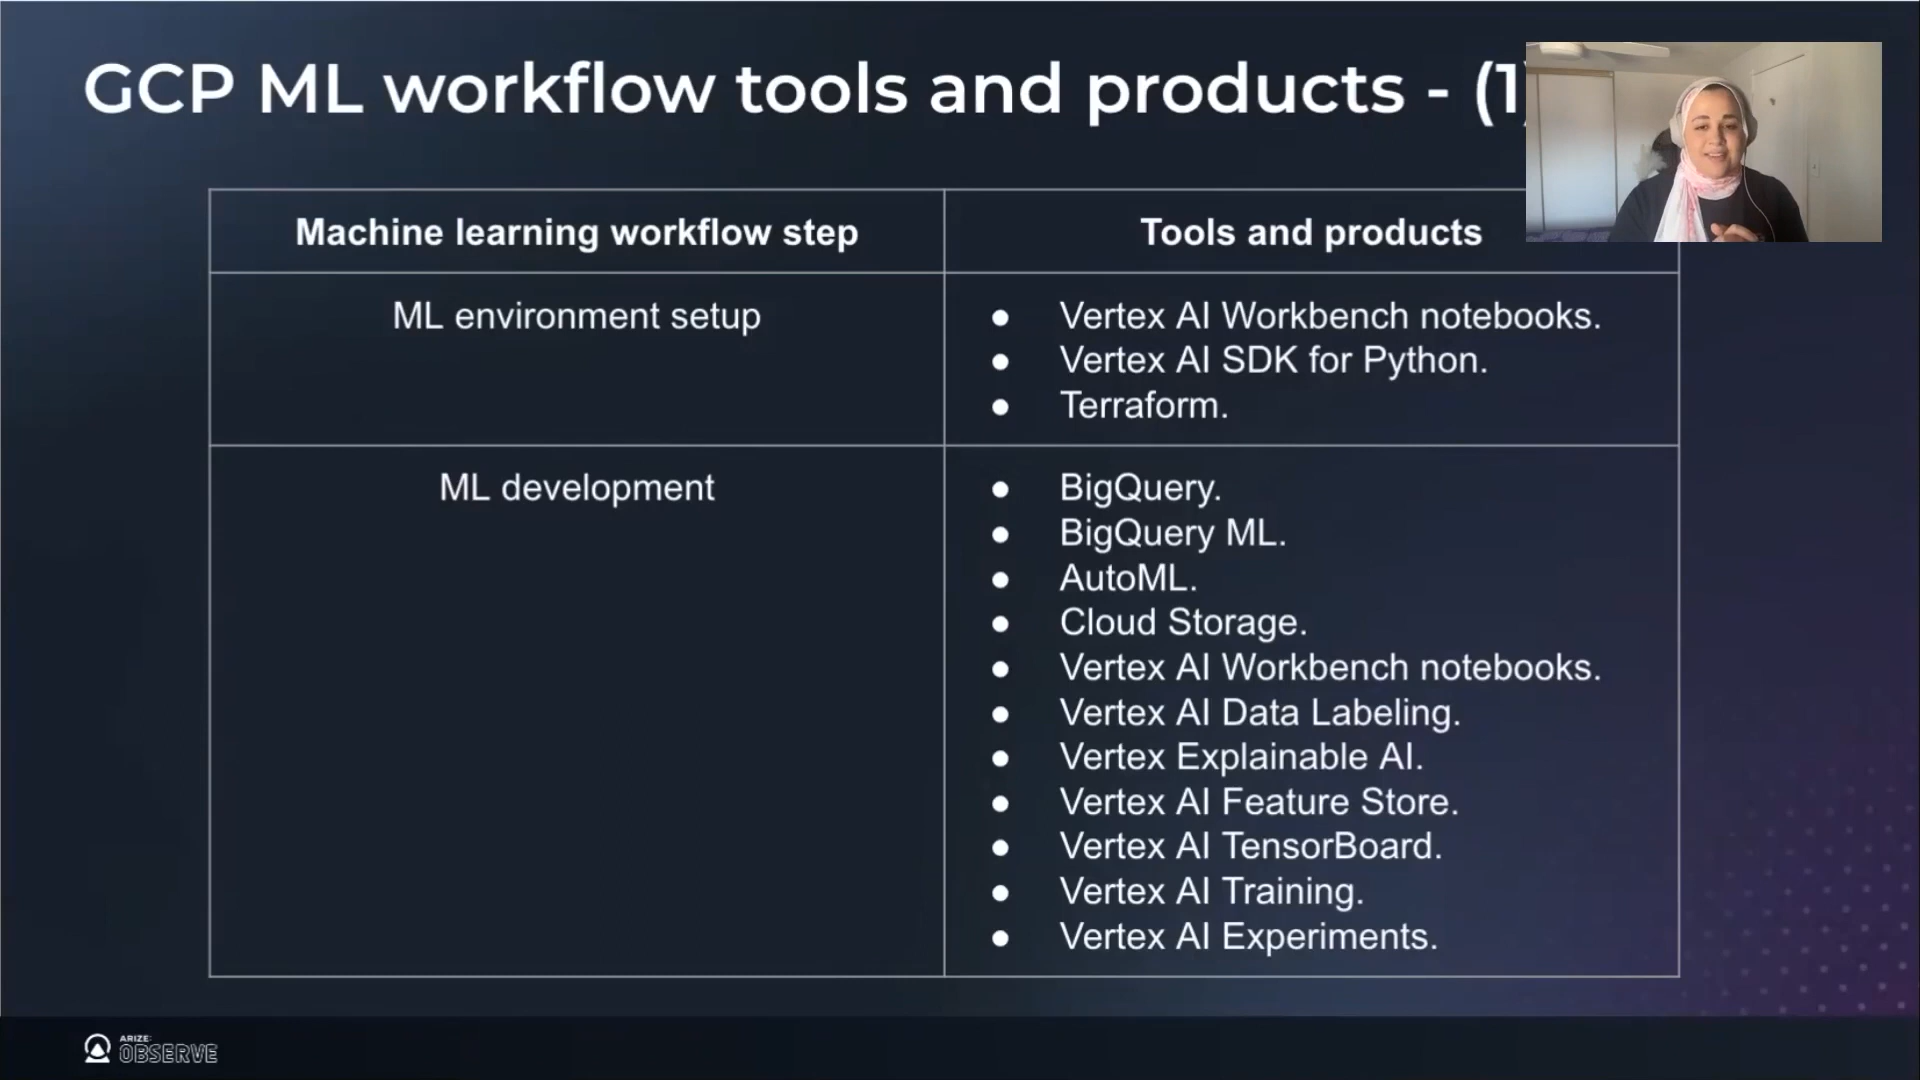 GCP ML workflow tools and products - (1)
Machine learning workflow step
Tools and products
ML environment setup
● Vertex AI Workbench notebooks.
● Vertex AI SDK for Python.
● Terraform.
ML development
● BigQuery.
● BigQuery ML.
● AutoML.
● Cloud Storage.
● Vertex AI Workbench notebooks.
● Vertex AI Data Labeling.
● Vertex Explainable AI.
● Vertex AI Feature Store.
● Vertex AI TensorBoard.
● Vertex AI Training.
● Vertex AI Experiments.
ARIZE:
OBSERVE